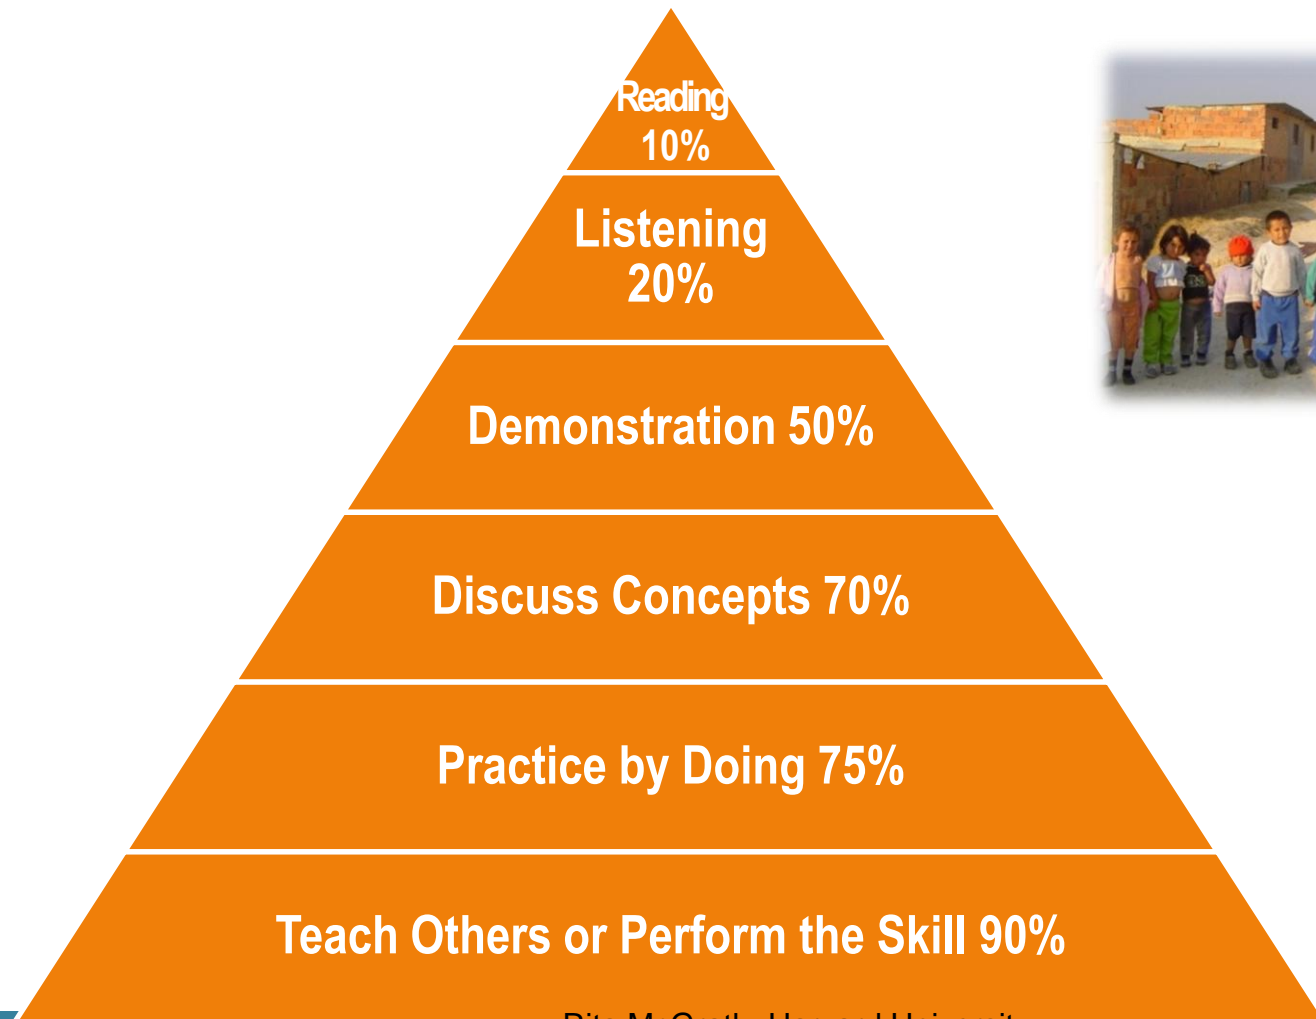 Reading
10%
Listening
20%
Demonstration 50%
Discuss Concepts 70%
Practice by Doing 75%
Teach Others or Perform the Skill 90%